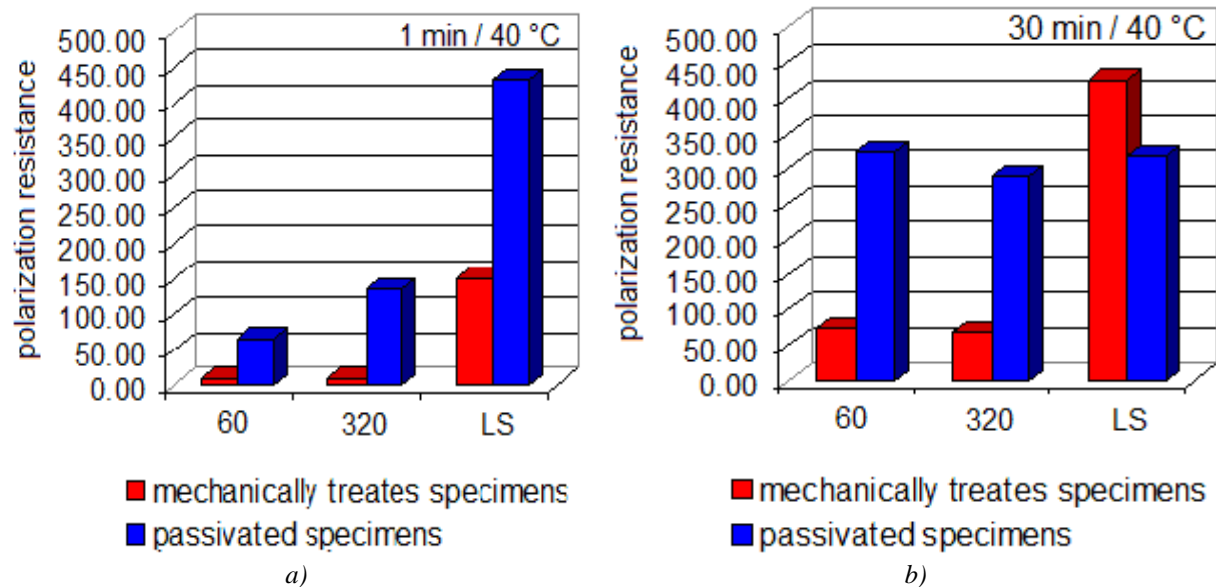 1 min / 40 °C
polarization resistance
500.00
450.00
400.00
350.00
300.00
250.00
200.00
150.00
100.00
50.00
0.00
60 320 LS
mechanically treates specimens
passivated specimens
a)
30 min / 40 °C
polarization resistance
500.00
450.00
400.00
350.00
300.00
250.00
200.00
150.00
100.00
50.00
0.00
60 320 LS
mechanically treates specimens
passivated specimens
b)